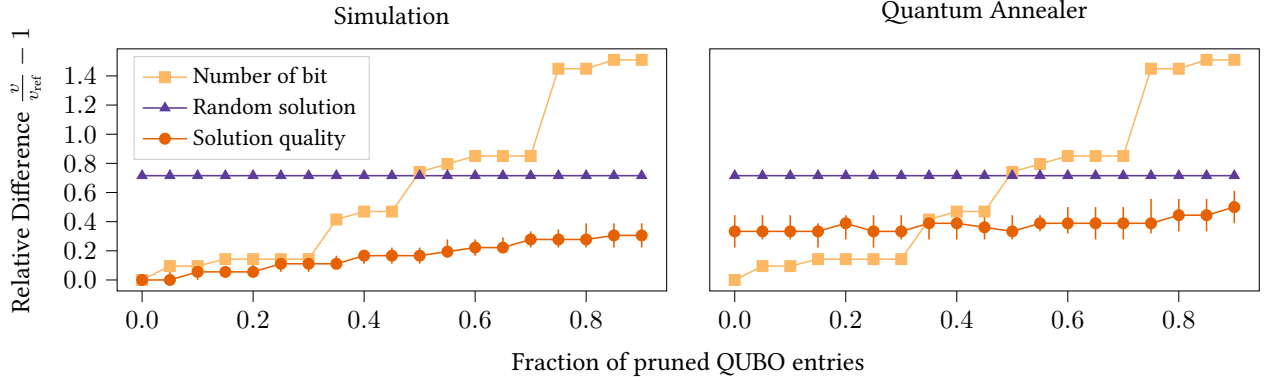 Simulation
Quantum Annealer
Relative Difference v/v_ref − 1
1.4
1.2
1.0
0.8
0.6
0.4
0.2
0.0
Number of bit
Random solution
Solution quality
0.0 0.2 0.4 0.6 0.8
0.0 0.2 0.4 0.6 0.8
Fraction of pruned QUBO entries